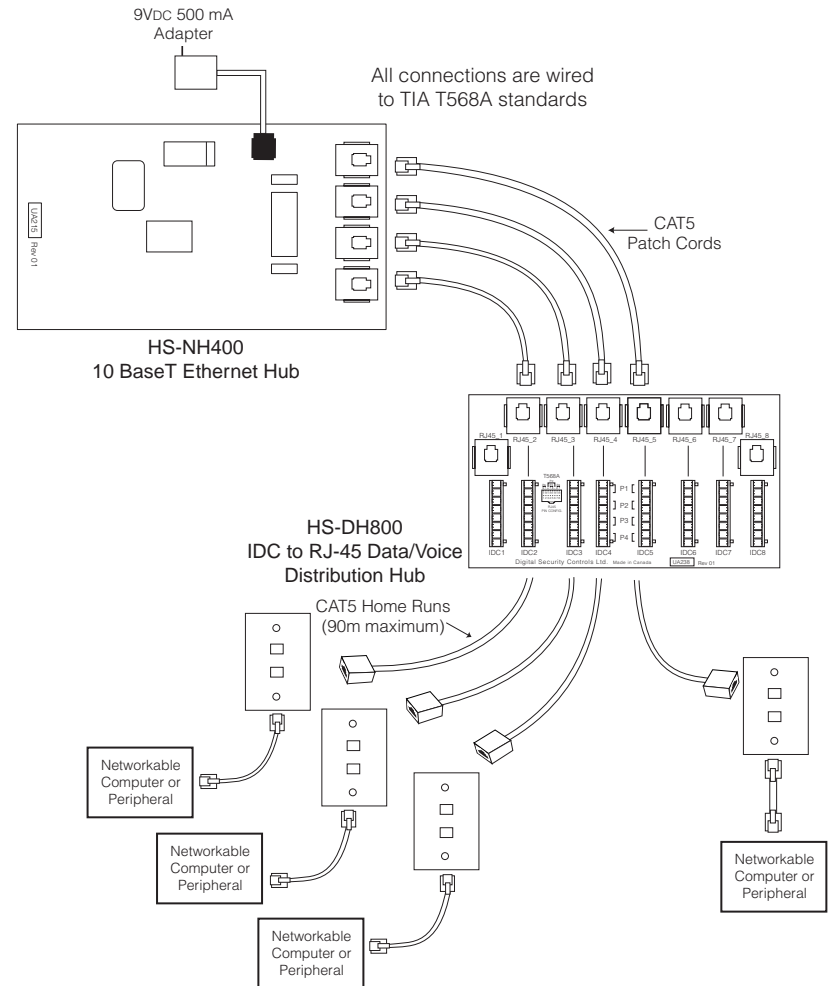 9VDC 500 mA
Adapter
All connections are wired
to TIA T568A standards
UA215 Rev 01
CAT5
Patch Cords
HS-NH400
10 BaseT Ethernet Hub
RJ45_1 RJ45_2 RJ45_3 RJ45_4 RJ45_5 RJ45_6 RJ45_7 RJ45_8
T568A
P1
P2
P3
P4
IDC1 IDC2 IDC3 IDC4 IDC5 IDC6 IDC7 IDC8
Digital Security Controls Ltd. Made in Canada UA238 Rev 01
HS-DH800
IDC to RJ-45 Data/Voice
Distribution Hub
CAT5 Home Runs
(90m maximum)
Networkable
Computer or
Peripheral
Networkable
Computer or
Peripheral
Networkable
Computer or
Peripheral
Networkable
Computer or
Peripheral